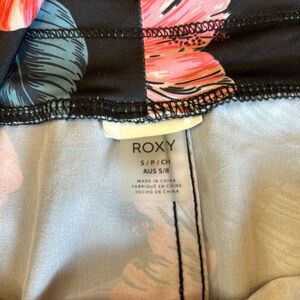 ROXY
S / P / CH
AUS S/8
MADE IN CHINA
FABRIQUÉ EN CHINE
HECHO EN CHINA